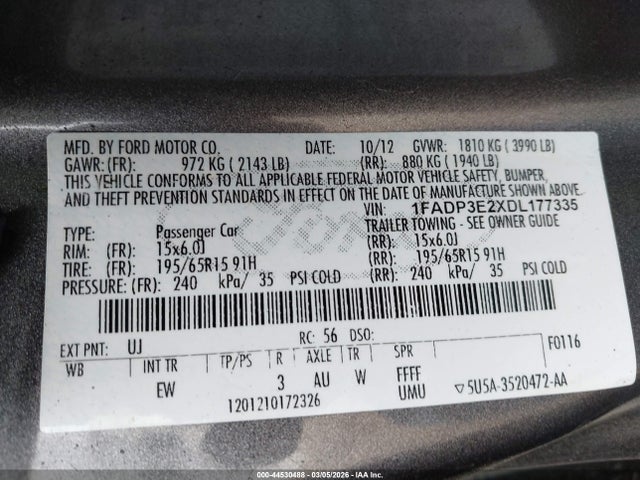 MFD. BY FORD MOTOR CO. DATE: 10/12 GVWR: 1810 KG ( 3990 LB)
GAWR: (FR): 972 KG ( 2143 LB) (RR): 880 KG ( 1940 LB)
THIS VEHICLE CONFORMS TO ALL APPLICABLE FEDERAL MOTOR VEHICLE SAFETY, BUMPER,
AND THEFT PREVENTION STANDARDS IN EFFECT ON THE DATE OF MANUFACTURE SHOWN ABOVE.
VIN: 1FADP3E2XDL177335
TYPE: Passenger Car TRAILER TOWING - SEE OWNER GUIDE
RIM: (FR): 15x6.0J (RR): 15x6.0J
TIRE: (FR): 195/65R15 91H (RR): 195/65R15 91H
PRESSURE: (FR): 240 kPa/ 35 PSI COLD (RR): 240 kPa/ 35 PSI COLD
EXT PNT: UJ RC: 56 DSO: F0116
WB INT TR TP/PS R AXLE TR SPR
EW 3 AU W FFFF
UMU ▽5U5A-3520472-AA
1201210172326
000-44530488 - 03/05/2026 - IAA Inc.